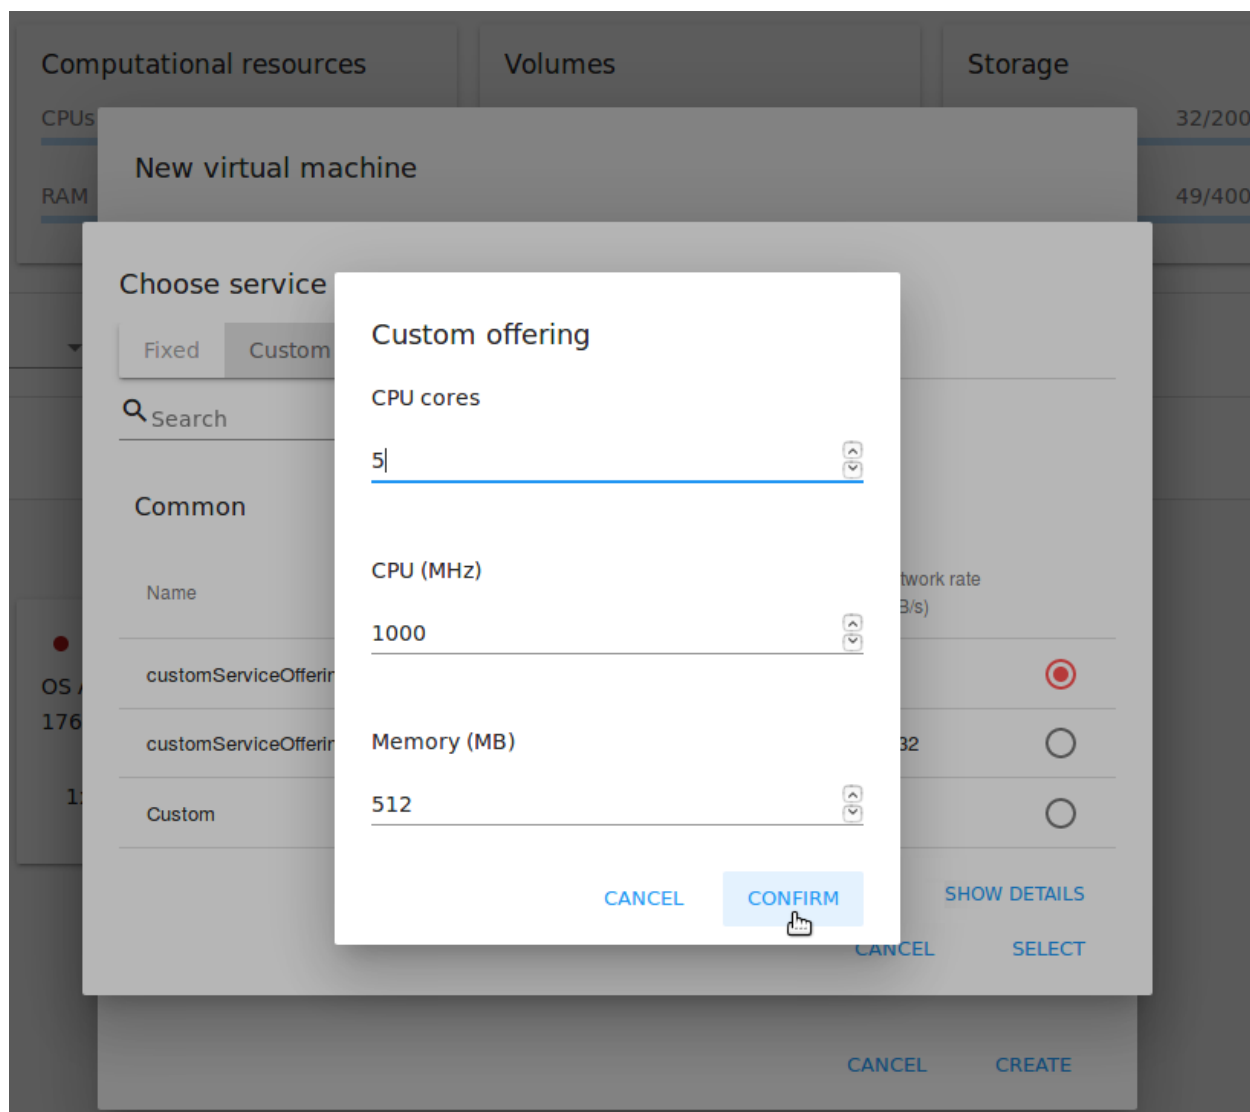 Computational resources
Volumes
Storage
CPUs
32/200
New virtual machine
RAM
49/400
Choose service
Custom offering
Fixed
Custom
CPU cores
Search
5
Common
CPU (MHz)
Name
rate
B/s)
1000
customServiceOfferin
OS
176
Memory (MB)
customServiceOfferin
32
512
Custom
CANCEL
CONFIRM
SHOW DETAILS
CANCEL
SELECT
CANCEL
CREATE